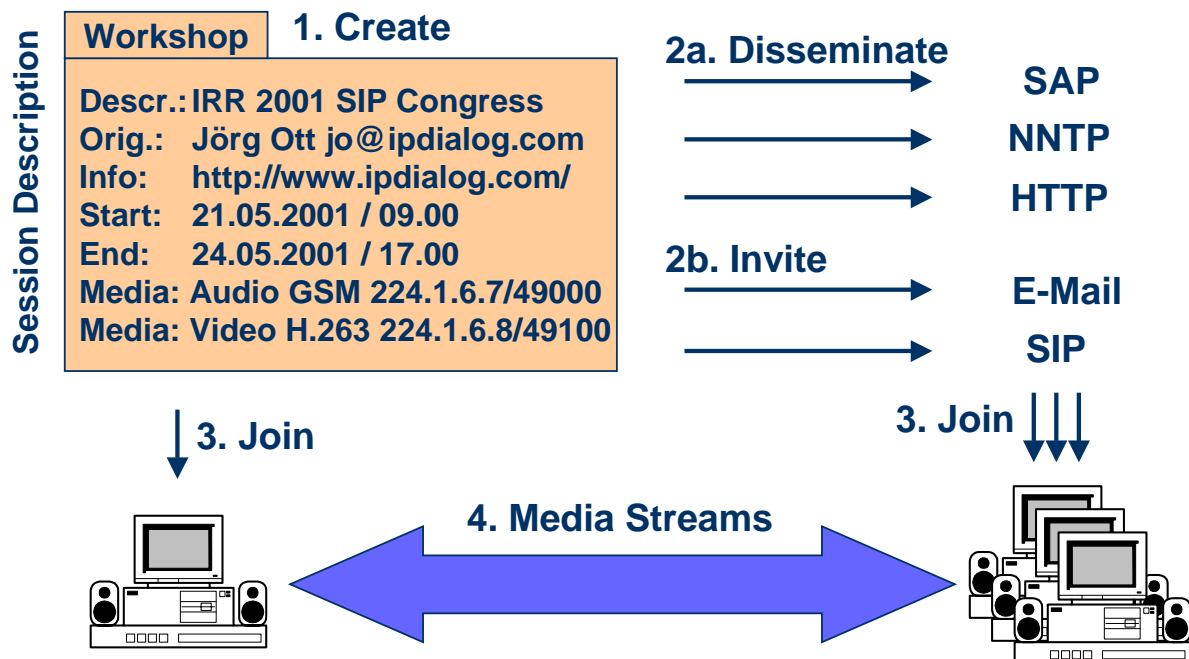 Session Description
Workshop
1. Create
Descr.: IRR 2001 SIP Congress
Orig.: Jörg Ott jo@ipdialog.com
Info: http://www.ipdialog.com/
Start: 21.05.2001 / 09.00
End: 24.05.2001 / 17.00
Media: Audio GSM 224.1.6.7/49000
Media: Video H.263 224.1.6.8/49100
2a. Disseminate
SAP
NNTP
HTTP
2b. Invite
E-Mail
SIP
3. Join
3. Join
4. Media Streams